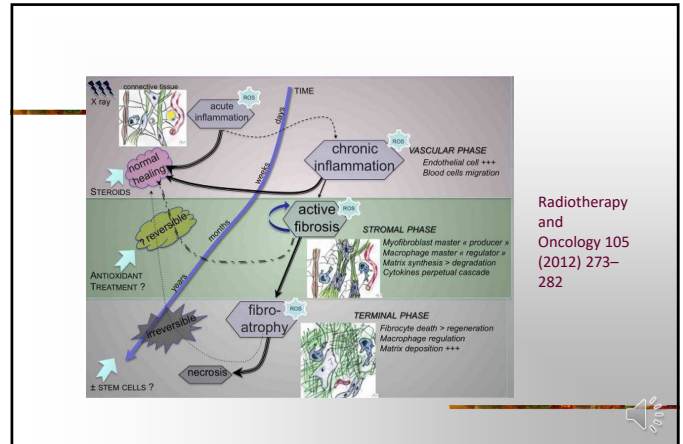 X ray
connective tissue
ROS
acute
inflammation
TIME
days
ROS
chronic
inflammation
VASCULAR PHASE
Endothelial cell +++
Blood cells migration
normal
healing
weeks
STEROIDS
active
fibrosis
ROS
? reversible
months
STROMAL PHASE
Myofibroblast master « producer »
Macrophage master « regulator »
Matrix synthesis > degradation
Cytokines perpetual cascade
ANTIOXIDANT
TREATMENT ?
years
fibro-
atrophy
ROS
TERMINAL PHASE
Fibrocyte death > regeneration
Macrophage regulation
Matrix deposition +++
irreversible
necrosis
± STEM CELLS ?
Radiotherapy
and
Oncology 105
(2012) 273–
282